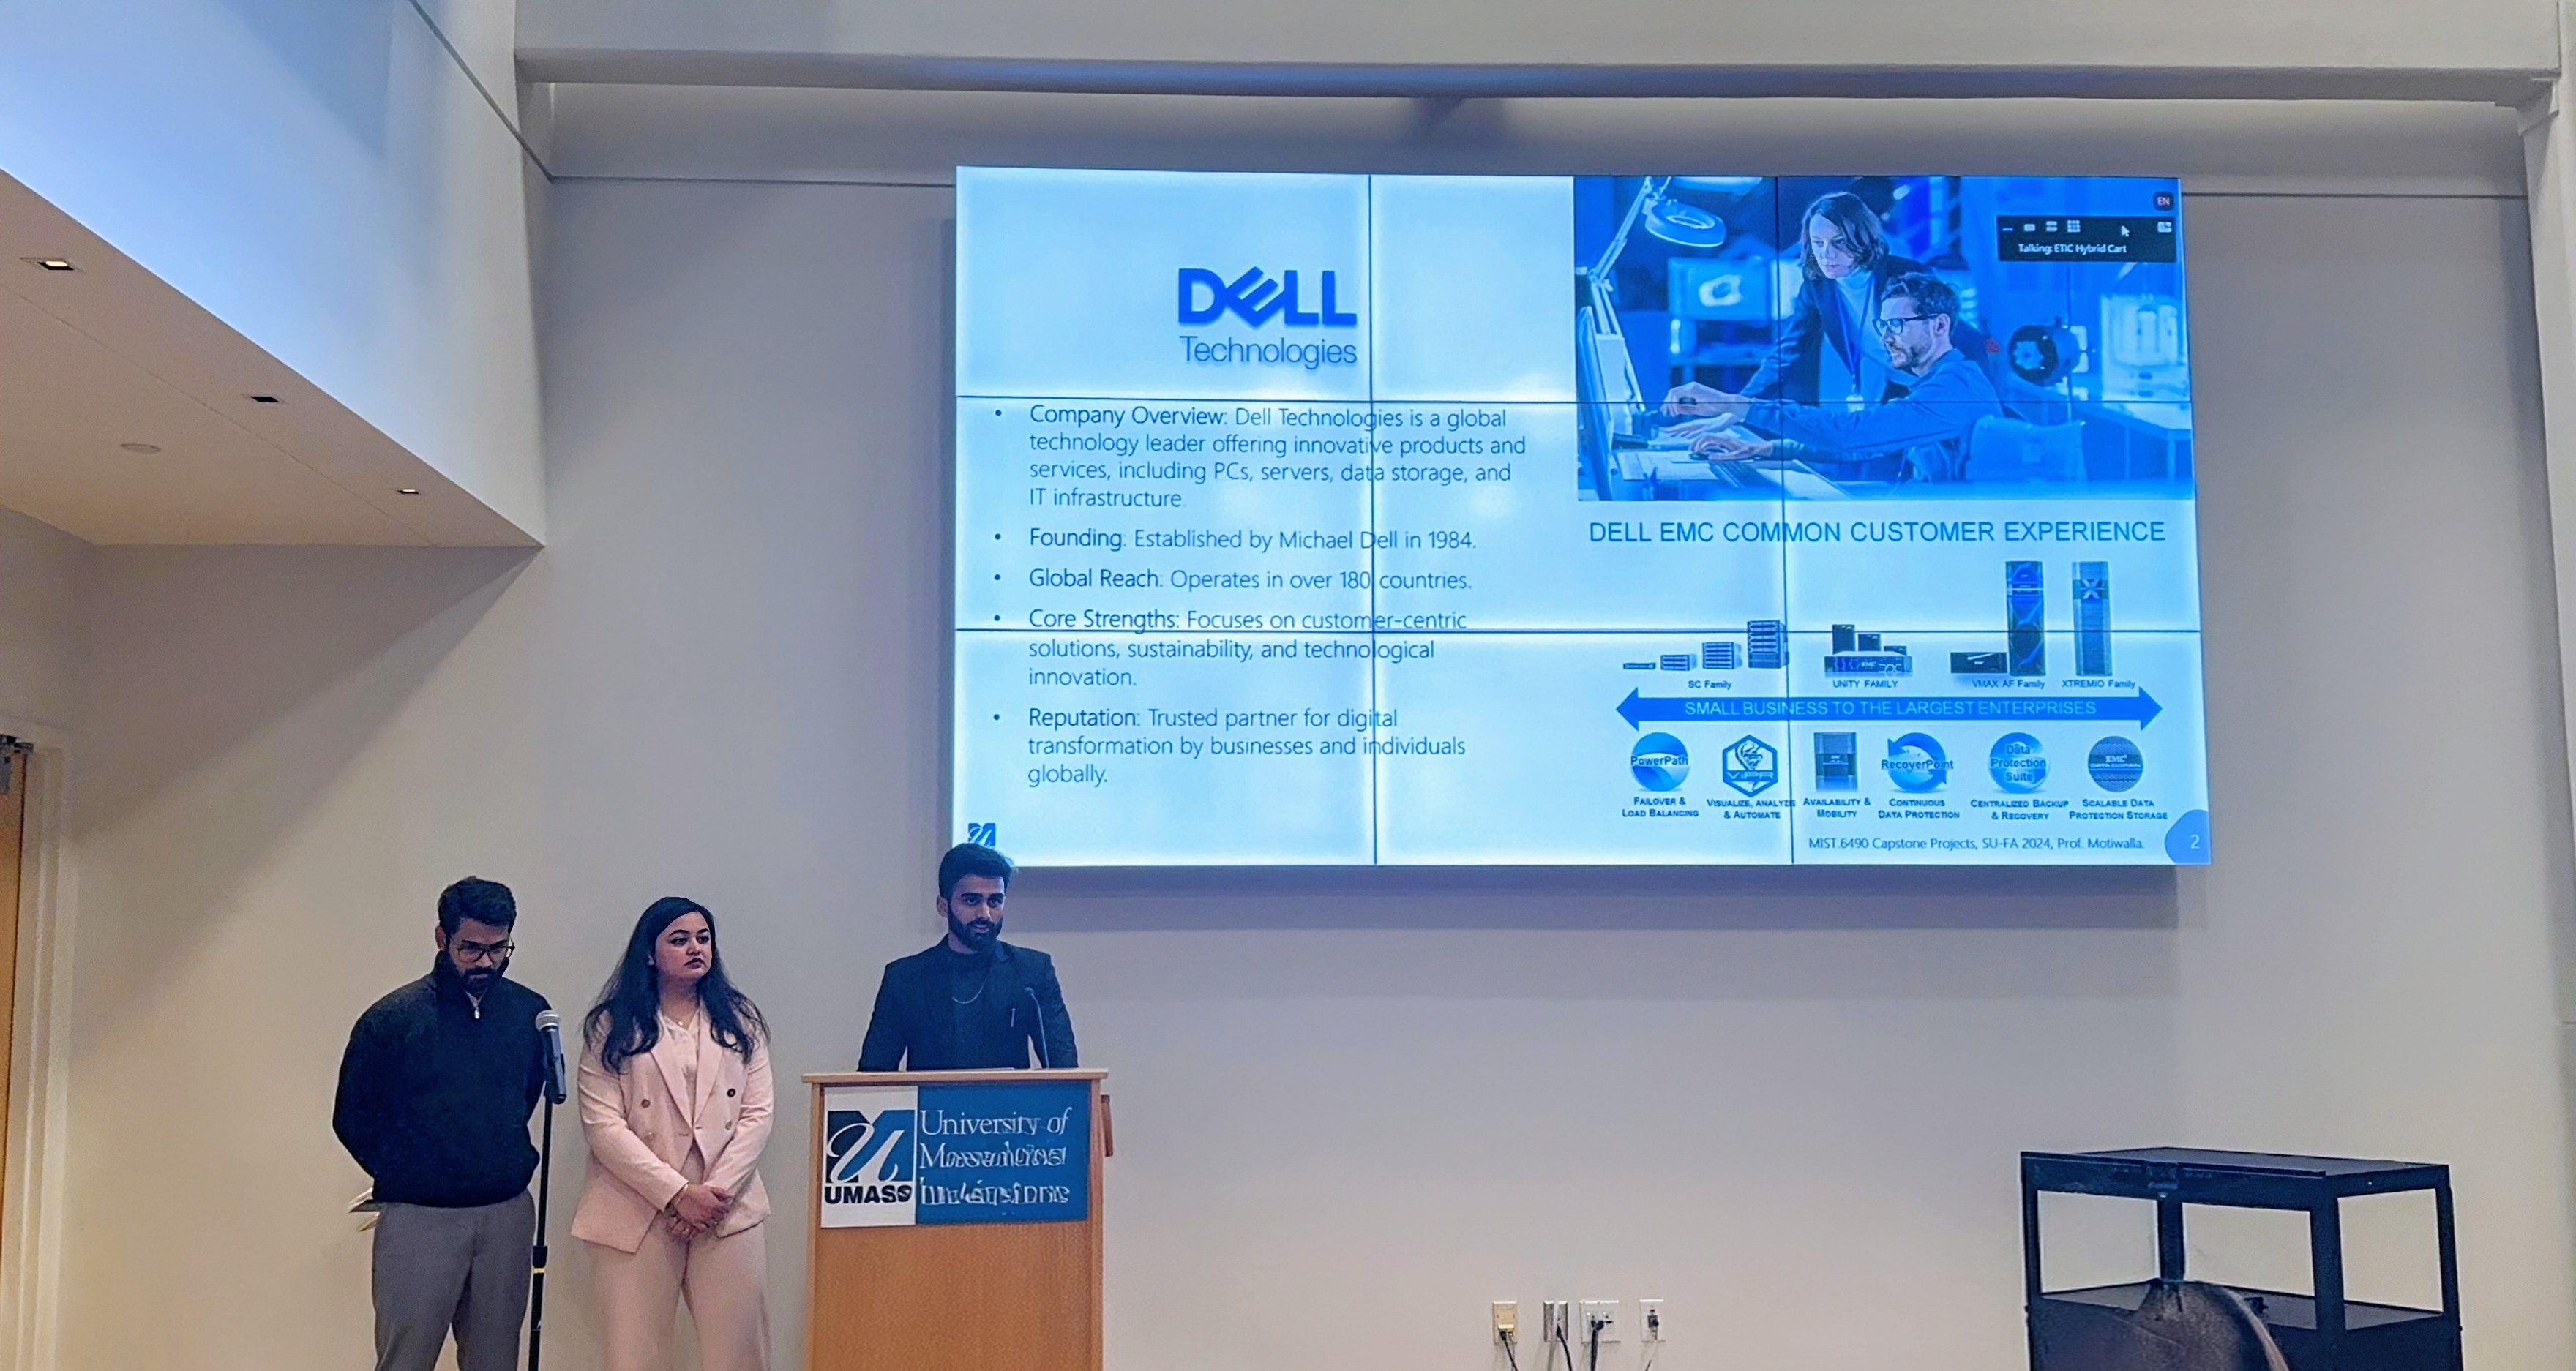 DELL
Technologies
• Company Overview: Dell Technologies is a global
technology leader offering innovative products and
services, including PCs, servers, data storage, and
IT infrastructure.
• Founding: Established by Michael Dell in 1984.
• Global Reach: Operates in over 180 countries.
• Core Strengths: Focuses on customer-centric
solutions, sustainability, and technological
innovation.
• Reputation: Trusted partner for digital
transformation by businesses and individuals
globally.
EN
Talking: ETIC Hybrid Cart
DELL EMC COMMON CUSTOMER EXPERIENCE
SC Family
UNITY FAMILY
VMAX AF Family
XTREMIO Family
SMALL BUSINESS TO THE LARGEST ENTERPRISES
PowerPath
FAILOVER &
LOAD BALANCING
ViPR
VISUALIZE, ANALYZE
& AUTOMATE
AVAILABILITY &
MOBILITY
RecoverPoint
CONTINUOUS
DATA PROTECTION
Data
Protection
Suite
CENTRALIZED BACKUP
& RECOVERY
EMC²
DATA DOMAIN
SCALABLE DATA
PROTECTION STORAGE
MIST.6490 Capstone Projects, SU-FA 2024, Prof. Motiwalla.
2
UMASS
University of